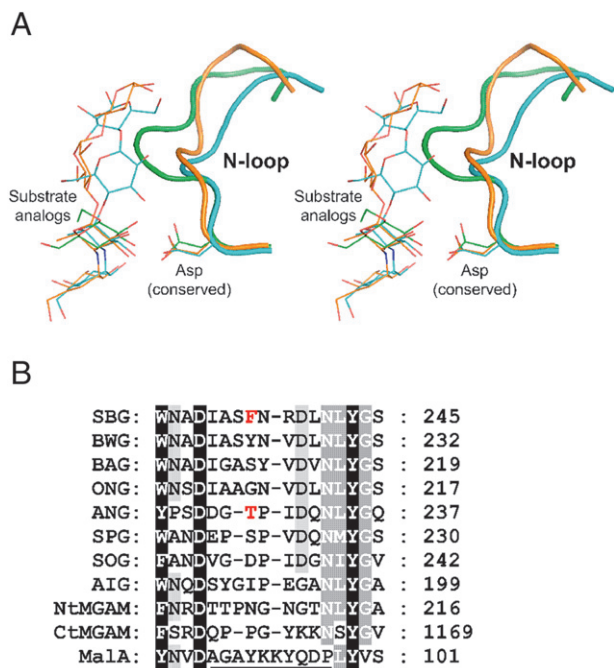 A
N-loop
N-loop
Substrate
analogs
Substrate
analogs
Asp
(conserved)
Asp
(conserved)
B
SBG: WNADIASFN-RDLNLYGS : 245
BWG: WNADIASYN-VDLNLYGS : 232
BAG: WNSDIGASY-VDVNLYGS : 219
ONG: WNSDIAAGN-VDLNLYGS : 217
ANG: YPSDDG-TP-IDQNLYGQ : 237
SPG: WANDEP-SP-VDQNMYGS : 230
SOG: FANDVG-DP-IDGNIYGV : 242
AIG: WNQDSYGIP-EGANLYGA : 199
NtMGAM: FNRDTTPNG-NGTNLYGA : 216
CtMGAM: FSRDQP-PG-YKKNSYGV : 1169
MalA: YNVDAGAYKKYQDPLYVS : 101